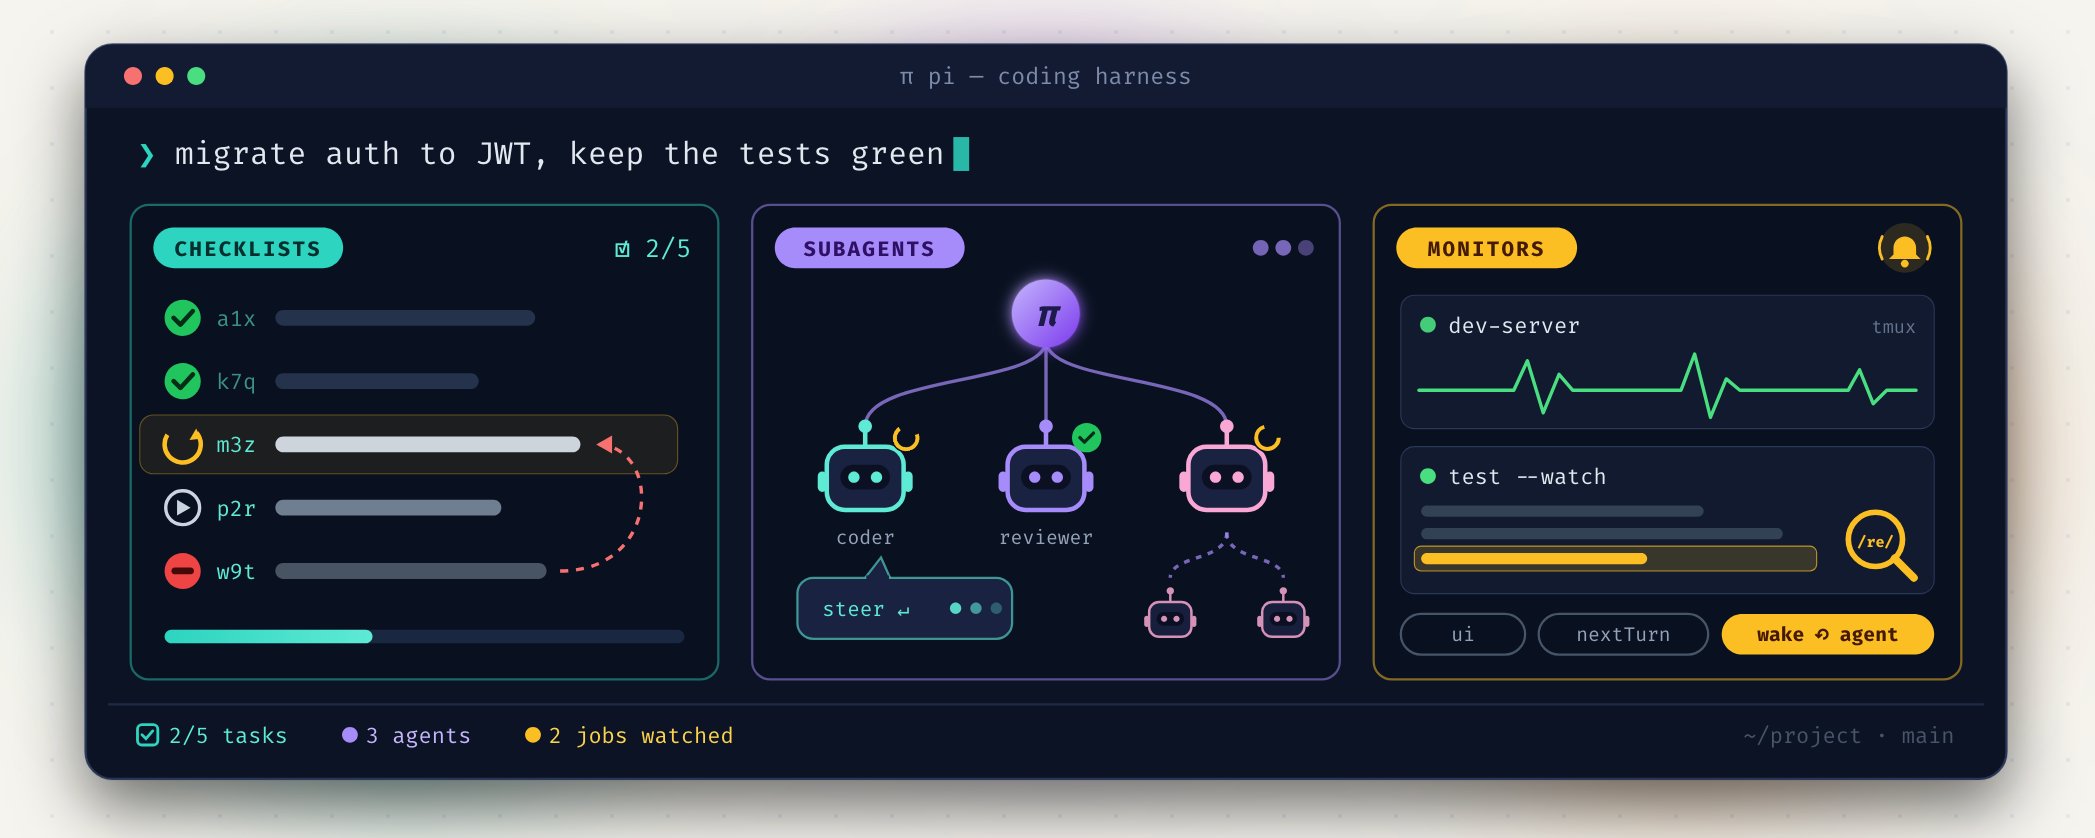 π pi — coding harness
❯ migrate auth to JWT, keep the tests green
CHECKLISTS
☑ 2/5
a1x
k7q
m3z
p2r
w9t
SUBAGENTS
π
coder
reviewer
steer ↵
MONITORS
dev-server
tmux
test --watch
/re/
ui
nextTurn
wake ⟲ agent
2/5 tasks
3 agents
2 jobs watched
~/project · main